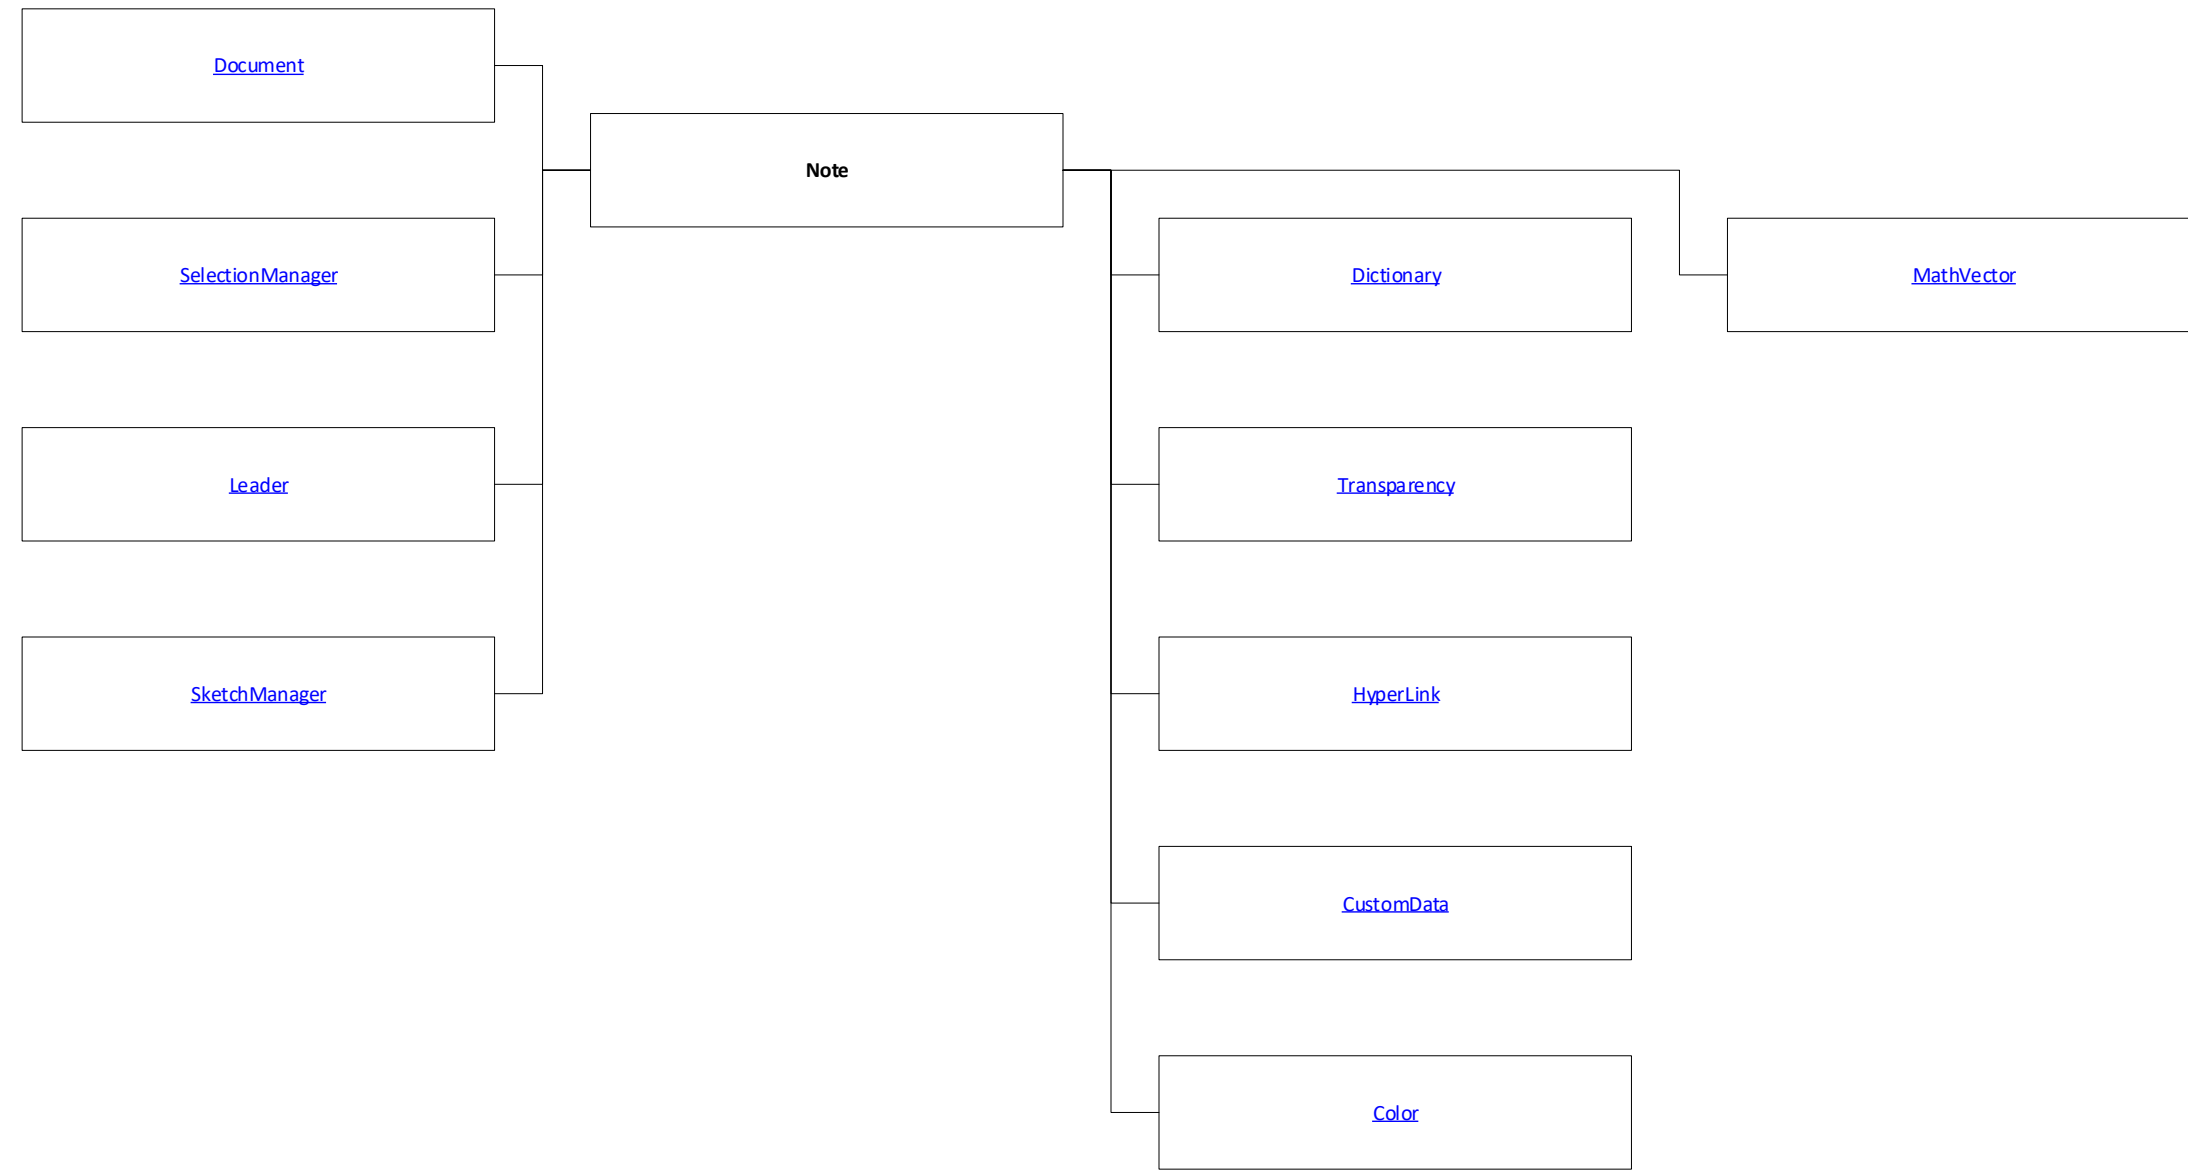 Document
Note
SelectionManager
Dictionary
MathVector
Leader
Transparency
SketchManager
HyperLink
CustomData
Color